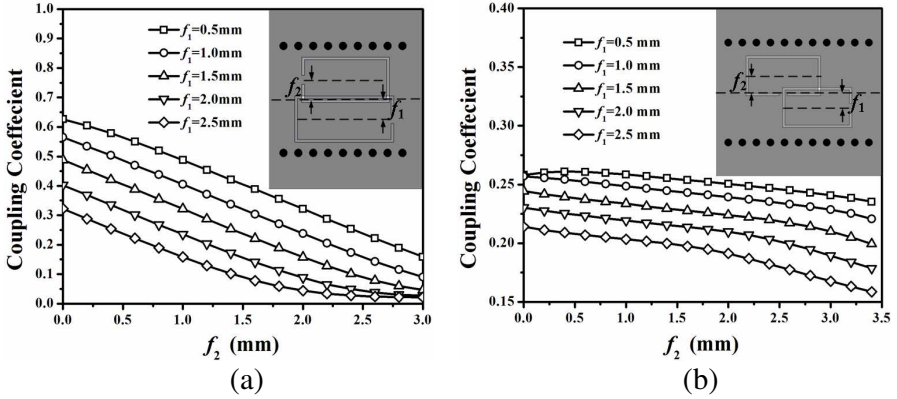 1.0
0.9
0.8
0.7
0.6
0.5
0.4
0.3
0.2
0.1
0.0
Coupling Coeffecient
f1=0.5mm
f1=1.0mm
f1=1.5mm
f1=2.0mm
f1=2.5mm
f2
f1
0.0 0.5 1.0 1.5 2.0 2.5 3.0
f2 (mm)
(a)
0.40
0.35
0.30
0.25
0.20
0.15
Coupling Coeffecient
f1=0.5 mm
f1=1.0 mm
f1=1.5 mm
f1=2.0 mm
f1=2.5 mm
f2
f1
0.0 0.5 1.0 1.5 2.0 2.5 3.0 3.5
f2 (mm)
(b)